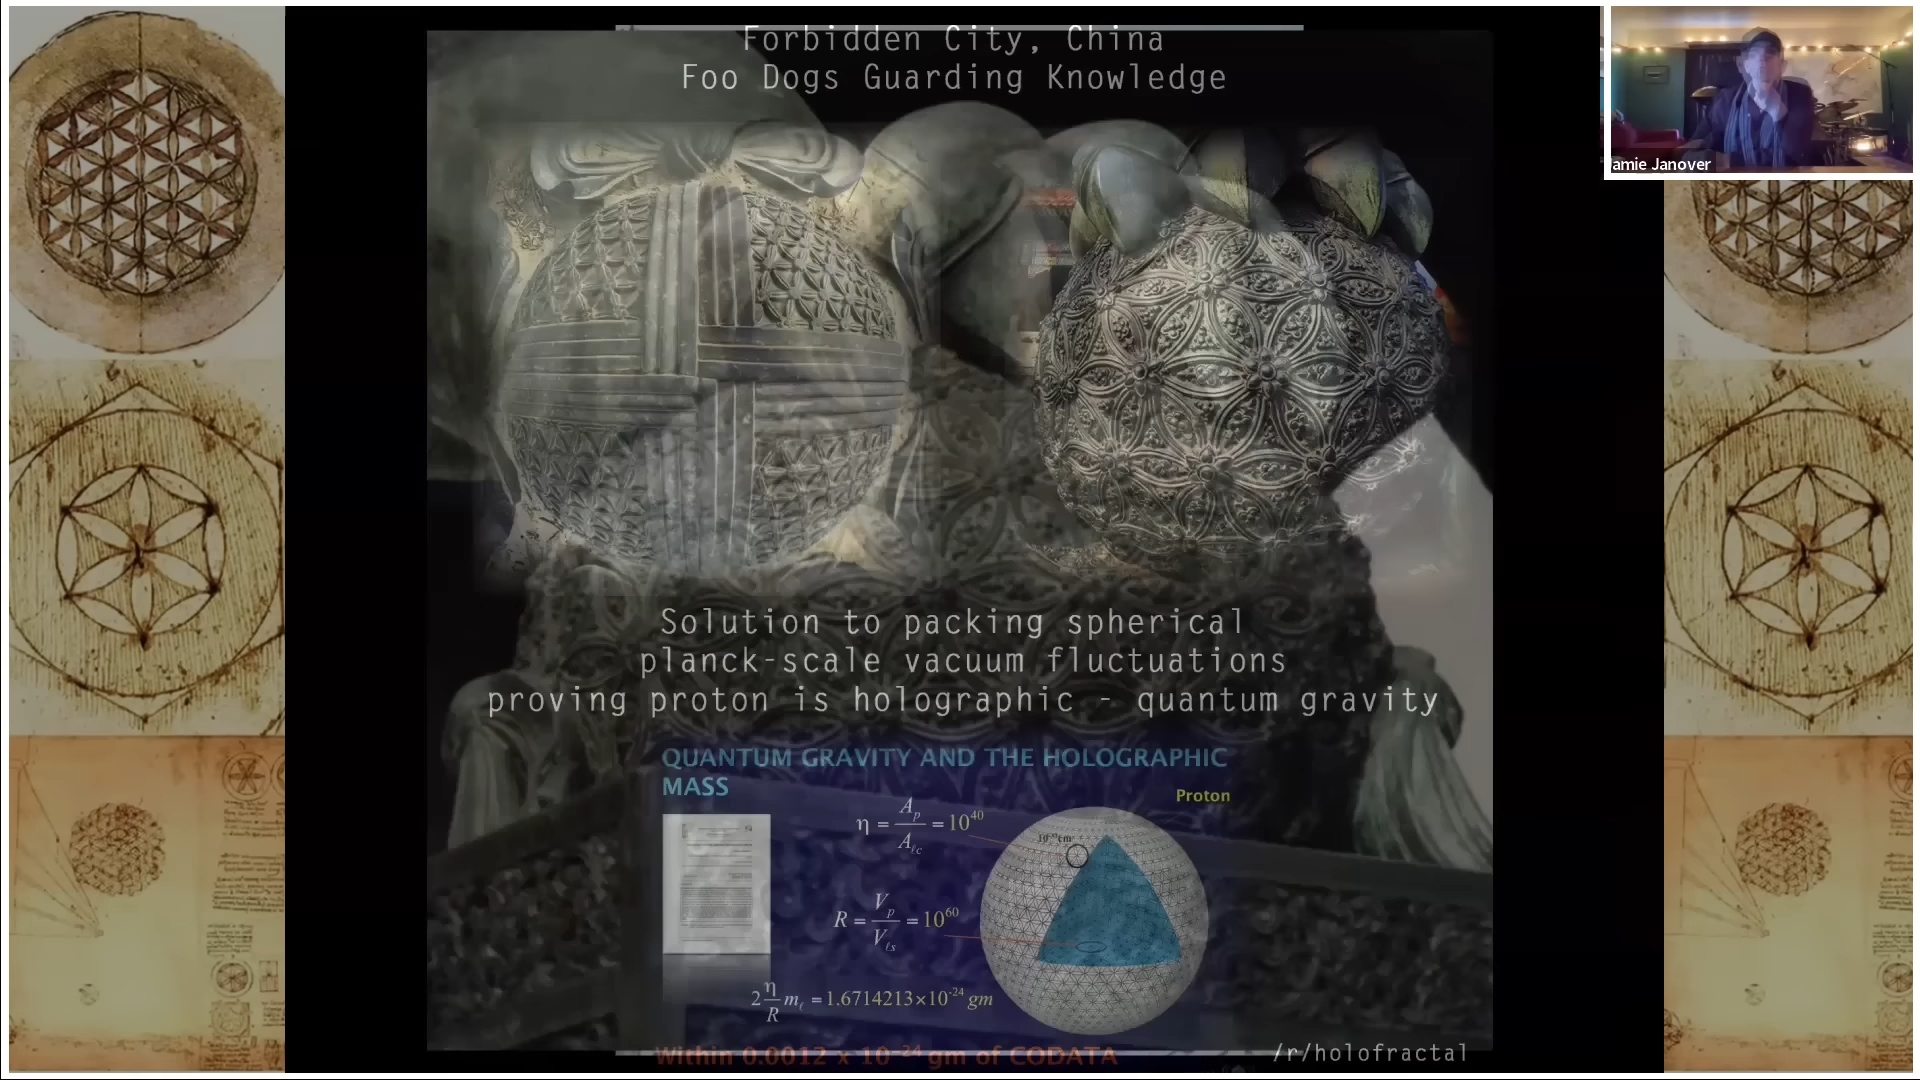 Forbidden City, China
Foo Dogs Guarding Knowledge
Jamie Janover
Solution to packing spherical
planck-scale vacuum fluctuations
proving proton is holographic - quantum gravity
QUANTUM GRAVITY AND THE HOLOGRAPHIC
MASS
Proton
η = A_p / A_ℓc = 10^40
R = V_p / V_ℓs = 10^60
2 η/R m_ℓ = 1.6714213×10^-24 gm
Within 0.0012 x 10^-24 gm of CODATA
/r/holofractal